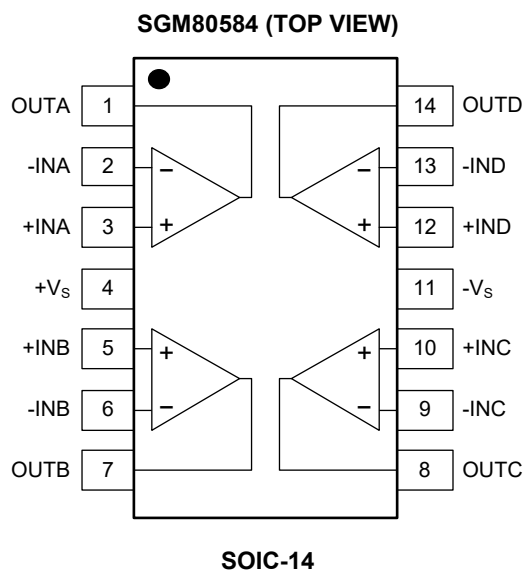 SGM80584 (TOP VIEW)
OUTA 1 14 OUTD
-INA 2 − − 13 -IND
+INA 3 + + 12 +IND
+VS 4 11 -VS
+INB 5 + + 10 +INC
-INB 6 − − 9 -INC
OUTB 7 8 OUTC
SOIC-14